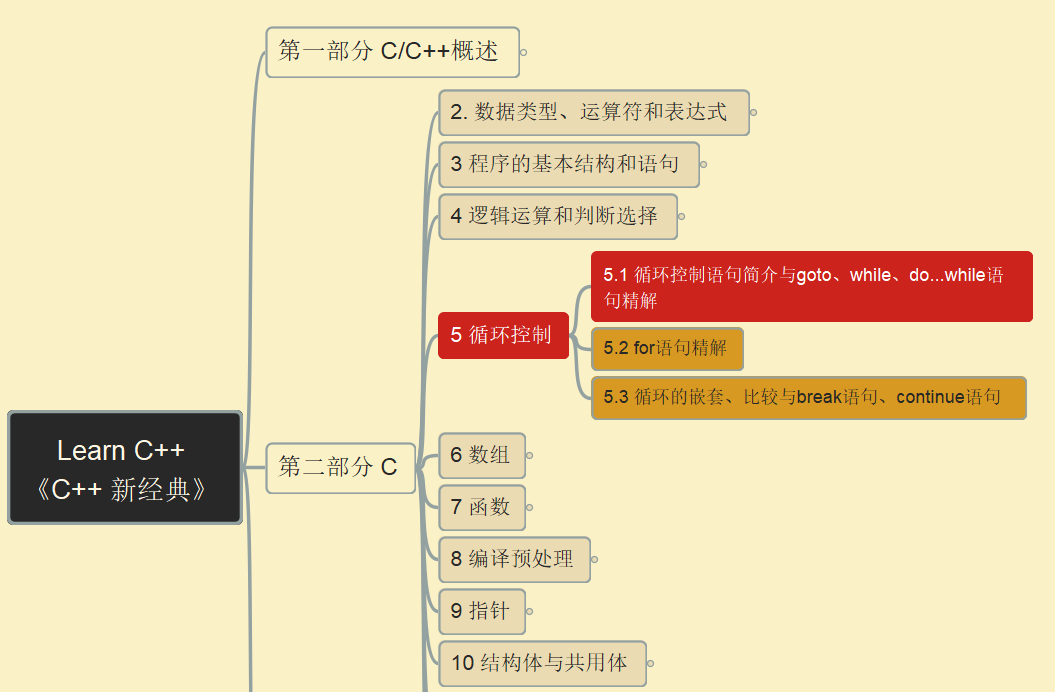 第一部分 C/C++概述
2. 数据类型、运算符和表达式
3 程序的基本结构和语句
4 逻辑运算和判断选择
5.1 循环控制语句简介与goto、while、do...while语
句精解
5 循环控制
5.2 for语句精解
5.3 循环的嵌套、比较与break语句、continue语句
Learn C++
《C++ 新经典》
第二部分 C
6 数组
7 函数
8 编译预处理
9 指针
10 结构体与共用体